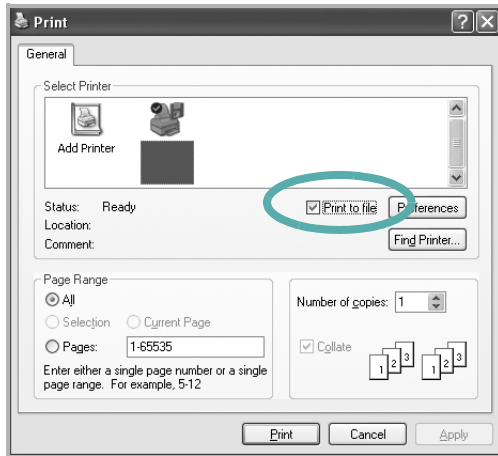 Print
General
Select Printer
Add Printer
Status: Ready
Print to file
Preferences
Location:
Comment:
Find Printer...
Page Range
All
Selection
Current Page
Pages: 1-65535
Enter either a single page number or a single
page range. For example, 5-12
Number of copies: 1
Collate
1 2 3 1 2 3
Print Cancel Apply